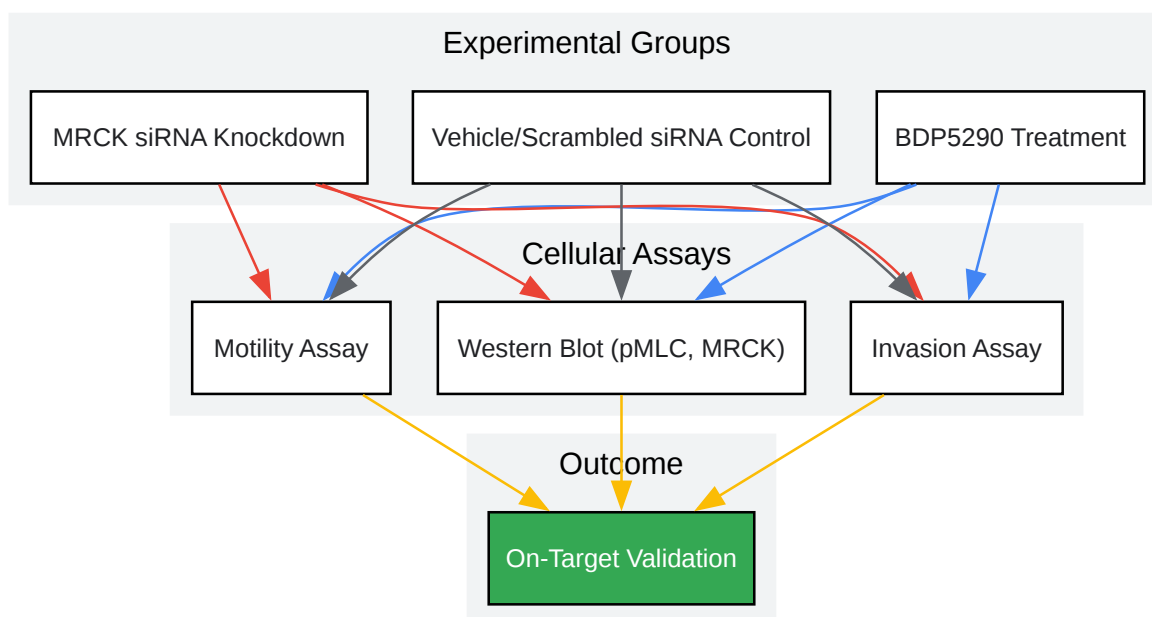 Experimental Groups
MRCK siRNA Knockdown
Vehicle/Scrambled siRNA Control
BDP5290 Treatment
Cellular Assays
Motility Assay
Western Blot (pMLC, MRCK)
Invasion Assay
Outcome
On-Target Validation